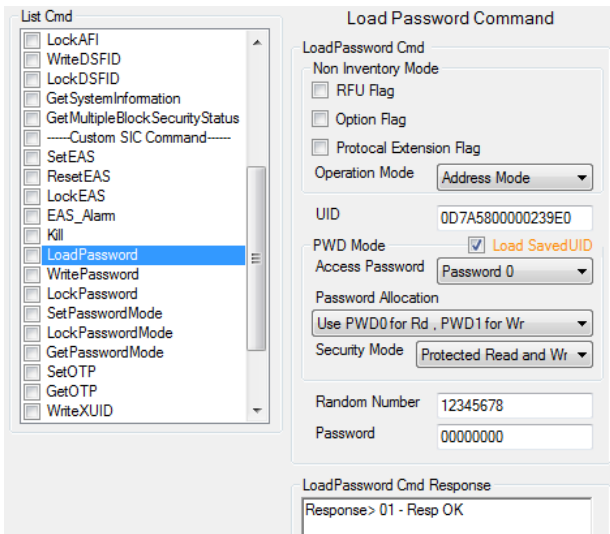 List Cmd
LockAFI
WriteDSFID
LockDSFID
GetSystemInformation
GetMultipleBlockSecurityStatus
------Custom SIC Command------
SetEAS
ResetEAS
LockEAS
EAS_Alarm
Kill
LoadPassword
WritePassword
LockPassword
SetPasswordMode
LockPasswordMode
GetPasswordMode
SetOTP
GetOTP
WriteXUID
Load Password Command
LoadPassword Cmd
Non Inventory Mode
RFU Flag
Option Flag
Protocal Extension Flag
Operation Mode Address Mode
UID 0D7A5800000239E0
PWD Mode Load SavedUID
Access Password Password 0
Password Allocation
Use PWD0 for Rd , PWD1 for Wr
Security Mode Protected Read and Wr
Random Number 12345678
Password 00000000
LoadPassword Cmd Response
Response> 01 - Resp OK